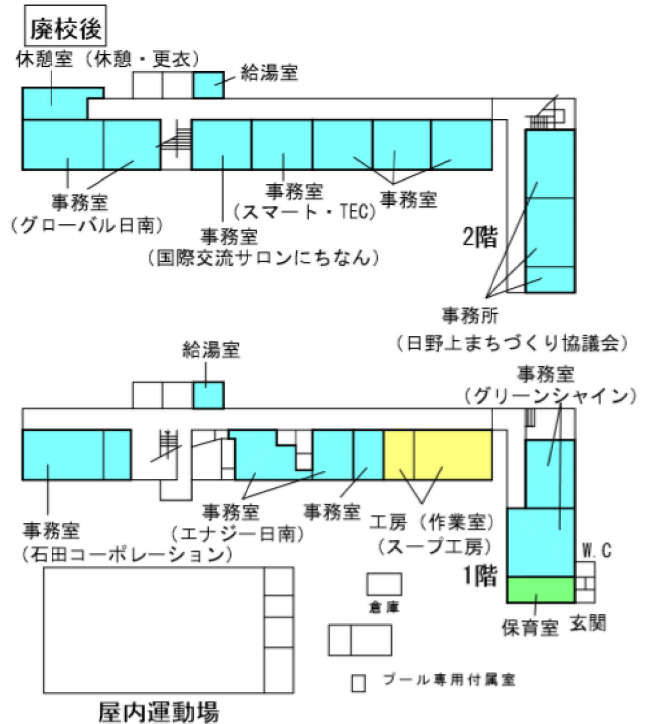 廃校後
休憩室（休憩・更衣）
給湯室
事務室
（グローバル日南）
事務室
（スマート・TEC）
事務室
事務室
（国際交流サロンにちなん）
2階
事務所
（日野上まちづくり協議会）
給湯室
事務室
（グリーンシャイン）
事務室
（石田コーポレーション）
事務室
（エナジー日南）
事務室
工房（作業室）
（スープ工房）
1階
W.C
保育室
玄関
倉庫
プール専用付属室
屋内運動場